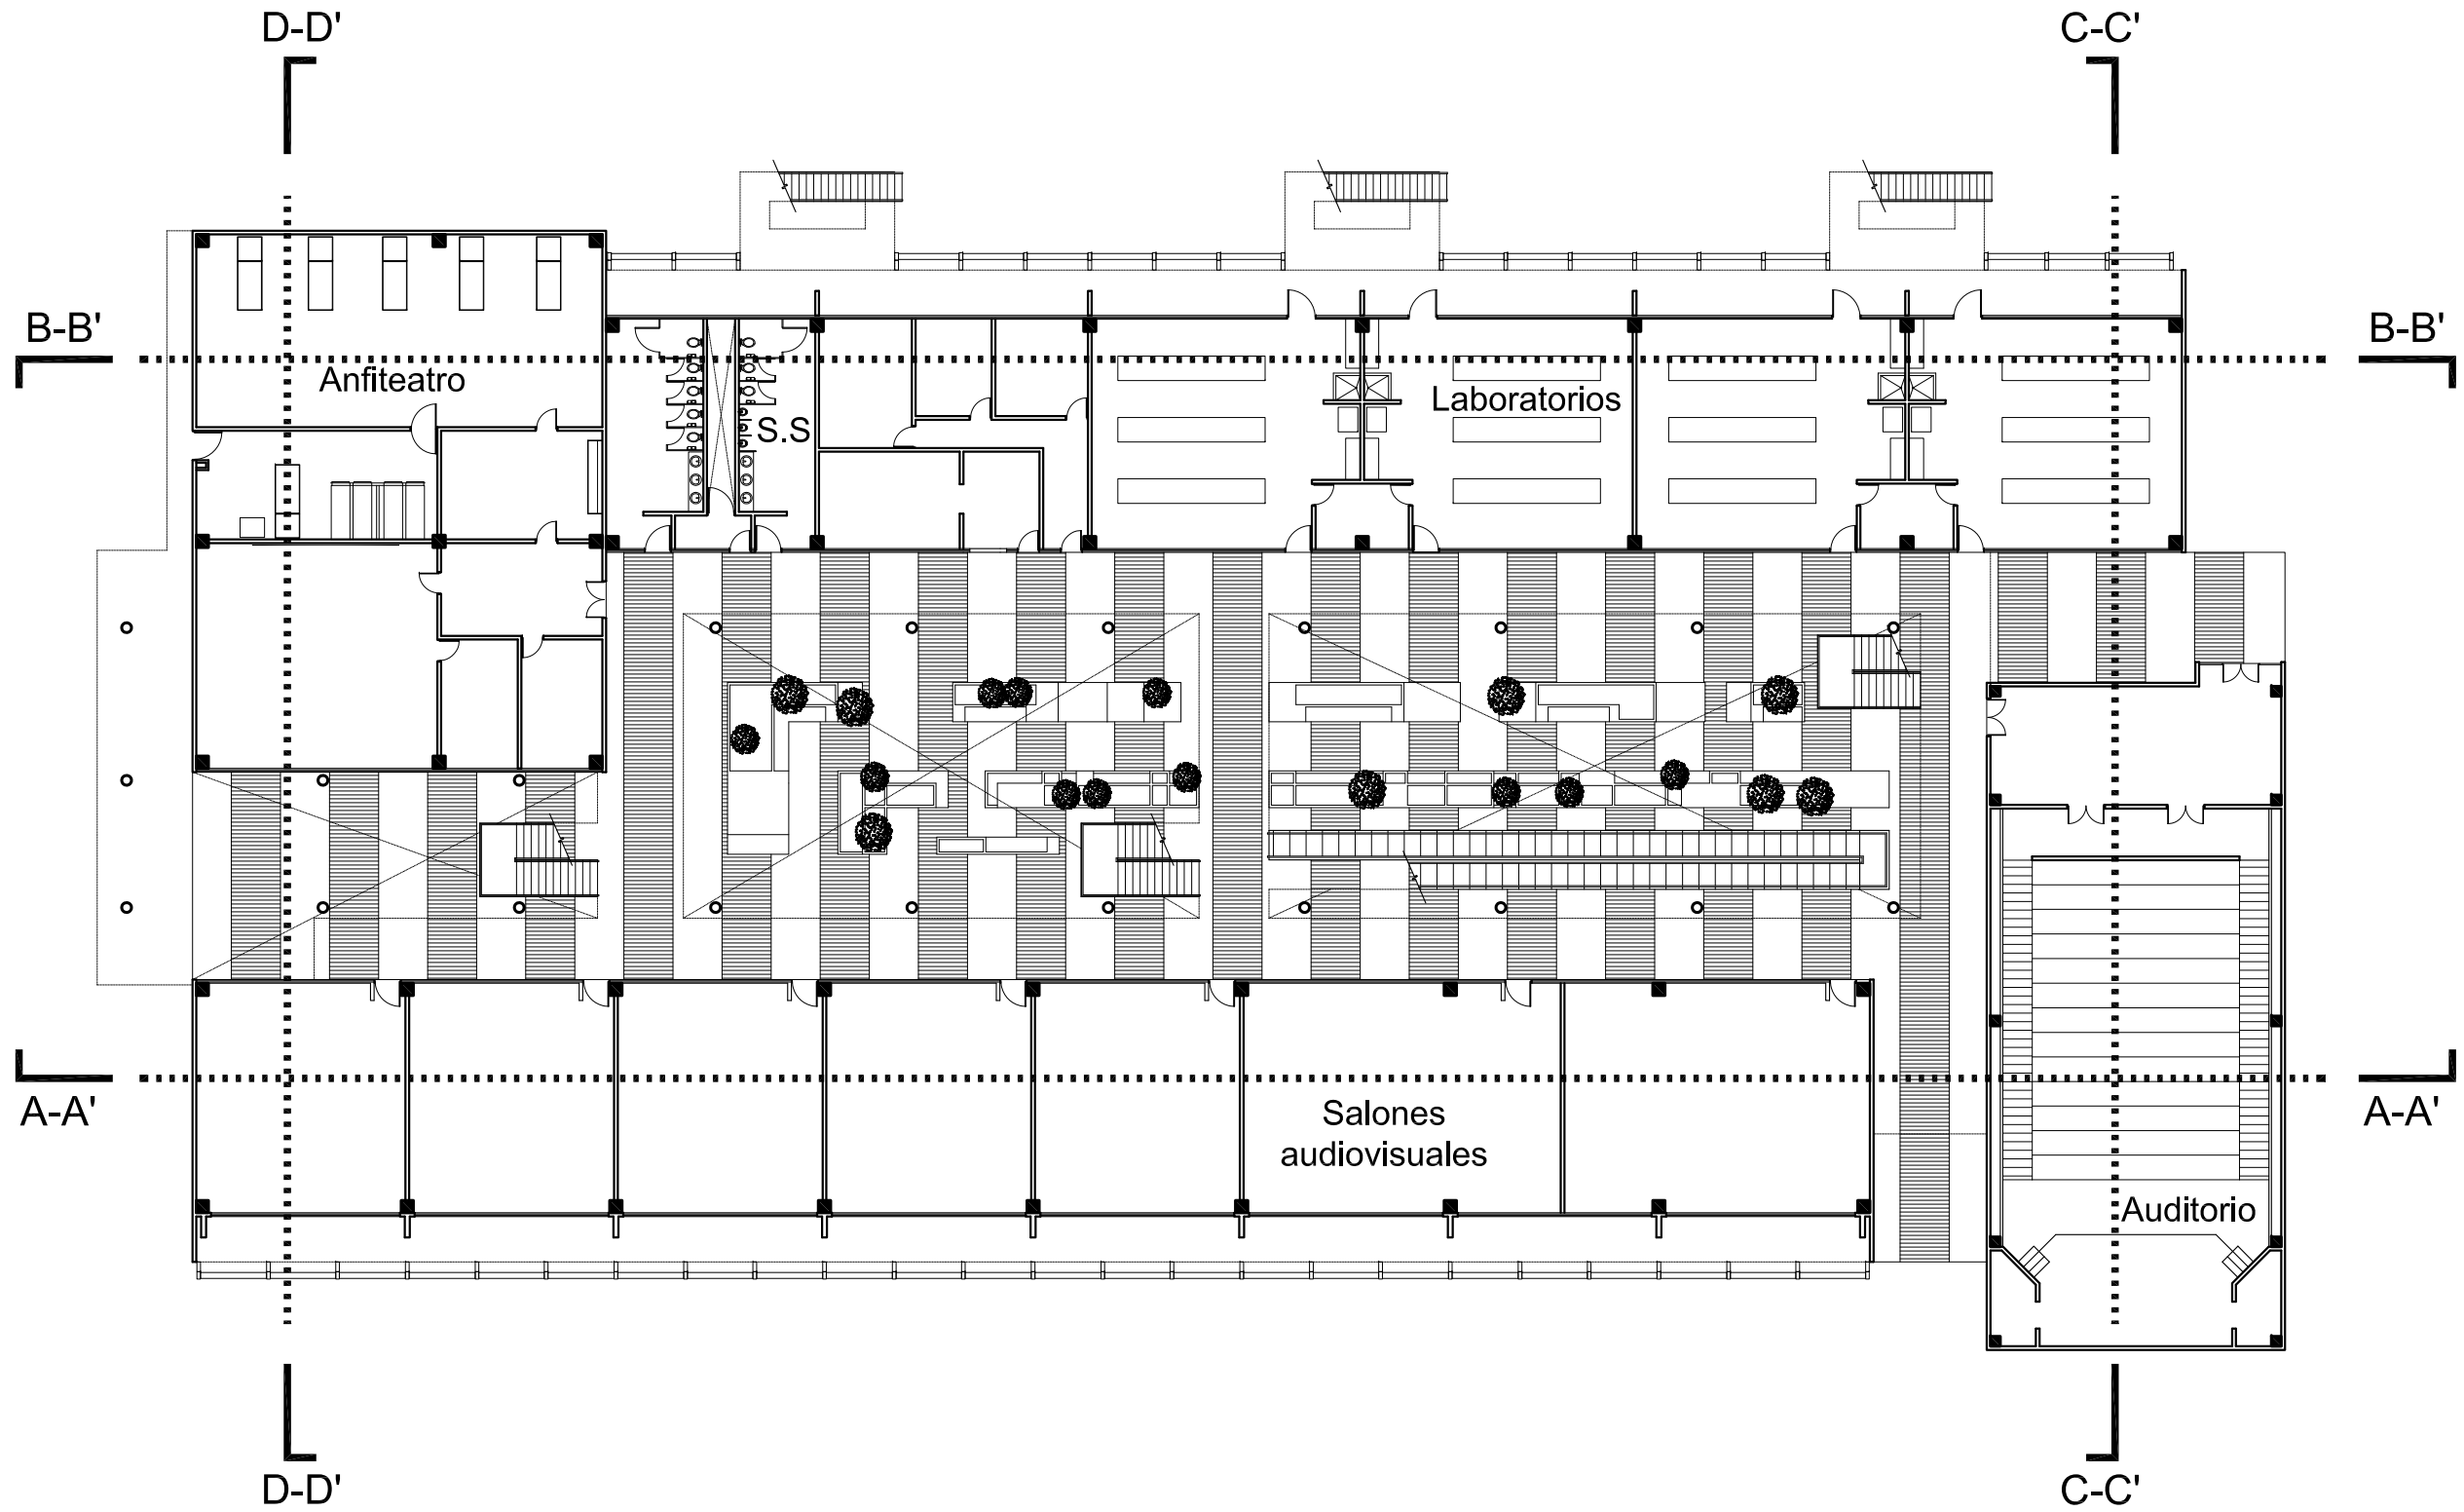 D-D'
C-C'
B-B'
B-B'
Anfiteatro
S.S
Laboratorios
A-A'
Salones
audiovisuales
A-A'
Auditorio
D-D'
C-C'